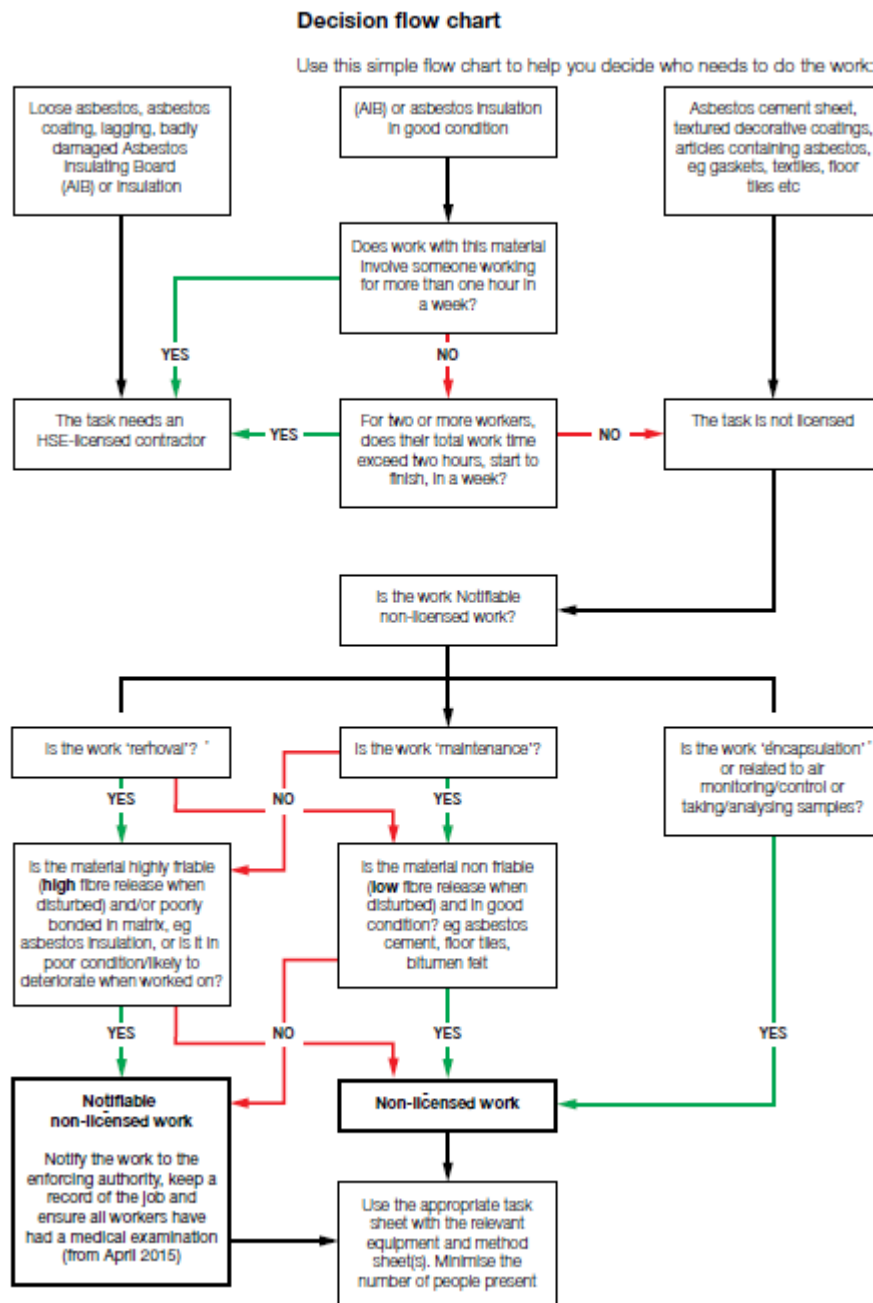 Decision flow chart
Use this simple flow chart to help you decide who needs to do the work:
Loose asbestos, asbestos
coating, lagging, badly
damaged Asbestos
Insulating Board
(AIB) or Insulation
(AIB) or asbestos Insulation
in good condition
Asbestos cement sheet,
textured decorative coatings,
articles containing asbestos,
eg gaskets, textiles, floor
tiles etc
Does work with this material
involve someone working
for more than one hour in
a week?
YES
NO
The task needs an
HSE-licensed contractor
YES
For two or more workers,
does their total work time
exceed two hours, start to
finish, in a week?
NO
The task is not licensed
Is the work Notifiable
non-licensed work?
Is the work ‘removal’?
Is the work ‘maintenance’?
Is the work ‘encapsulation’
or related to air
monitoring/control or
taking/analysing samples?
YES
NO
YES
Is the material highly friable
(high fibre release when
disturbed) and/or poorly
bonded in matrix, eg
asbestos insulation, or is it in
poor condition/likely to
deteriorate when worked on?
Is the material non friable
(low fibre release when
disturbed) and in good
condition? eg asbestos
cement, floor tiles,
bitumen felt
YES
NO
YES
YES
Notifiable
non-licensed work
Notify the work to the
enforcing authority, keep a
record of the job and
ensure all workers have
had a medical examination
(from April 2015)
Non-licensed work
Use the appropriate task
sheet with the relevant
equipment and method
sheet(s). Minimise the
number of people present